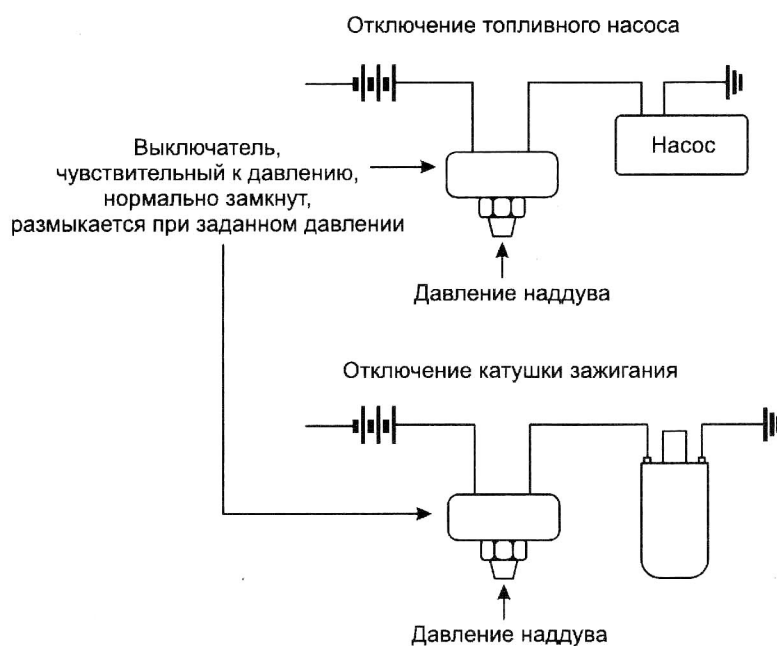 Отключение топливного насоса
Насос
Выключатель,
чувствительный к давлению,
нормально замкнут,
размыкается при заданном давлении
Давление наддува
Отключение катушки зажигания
Давление наддува